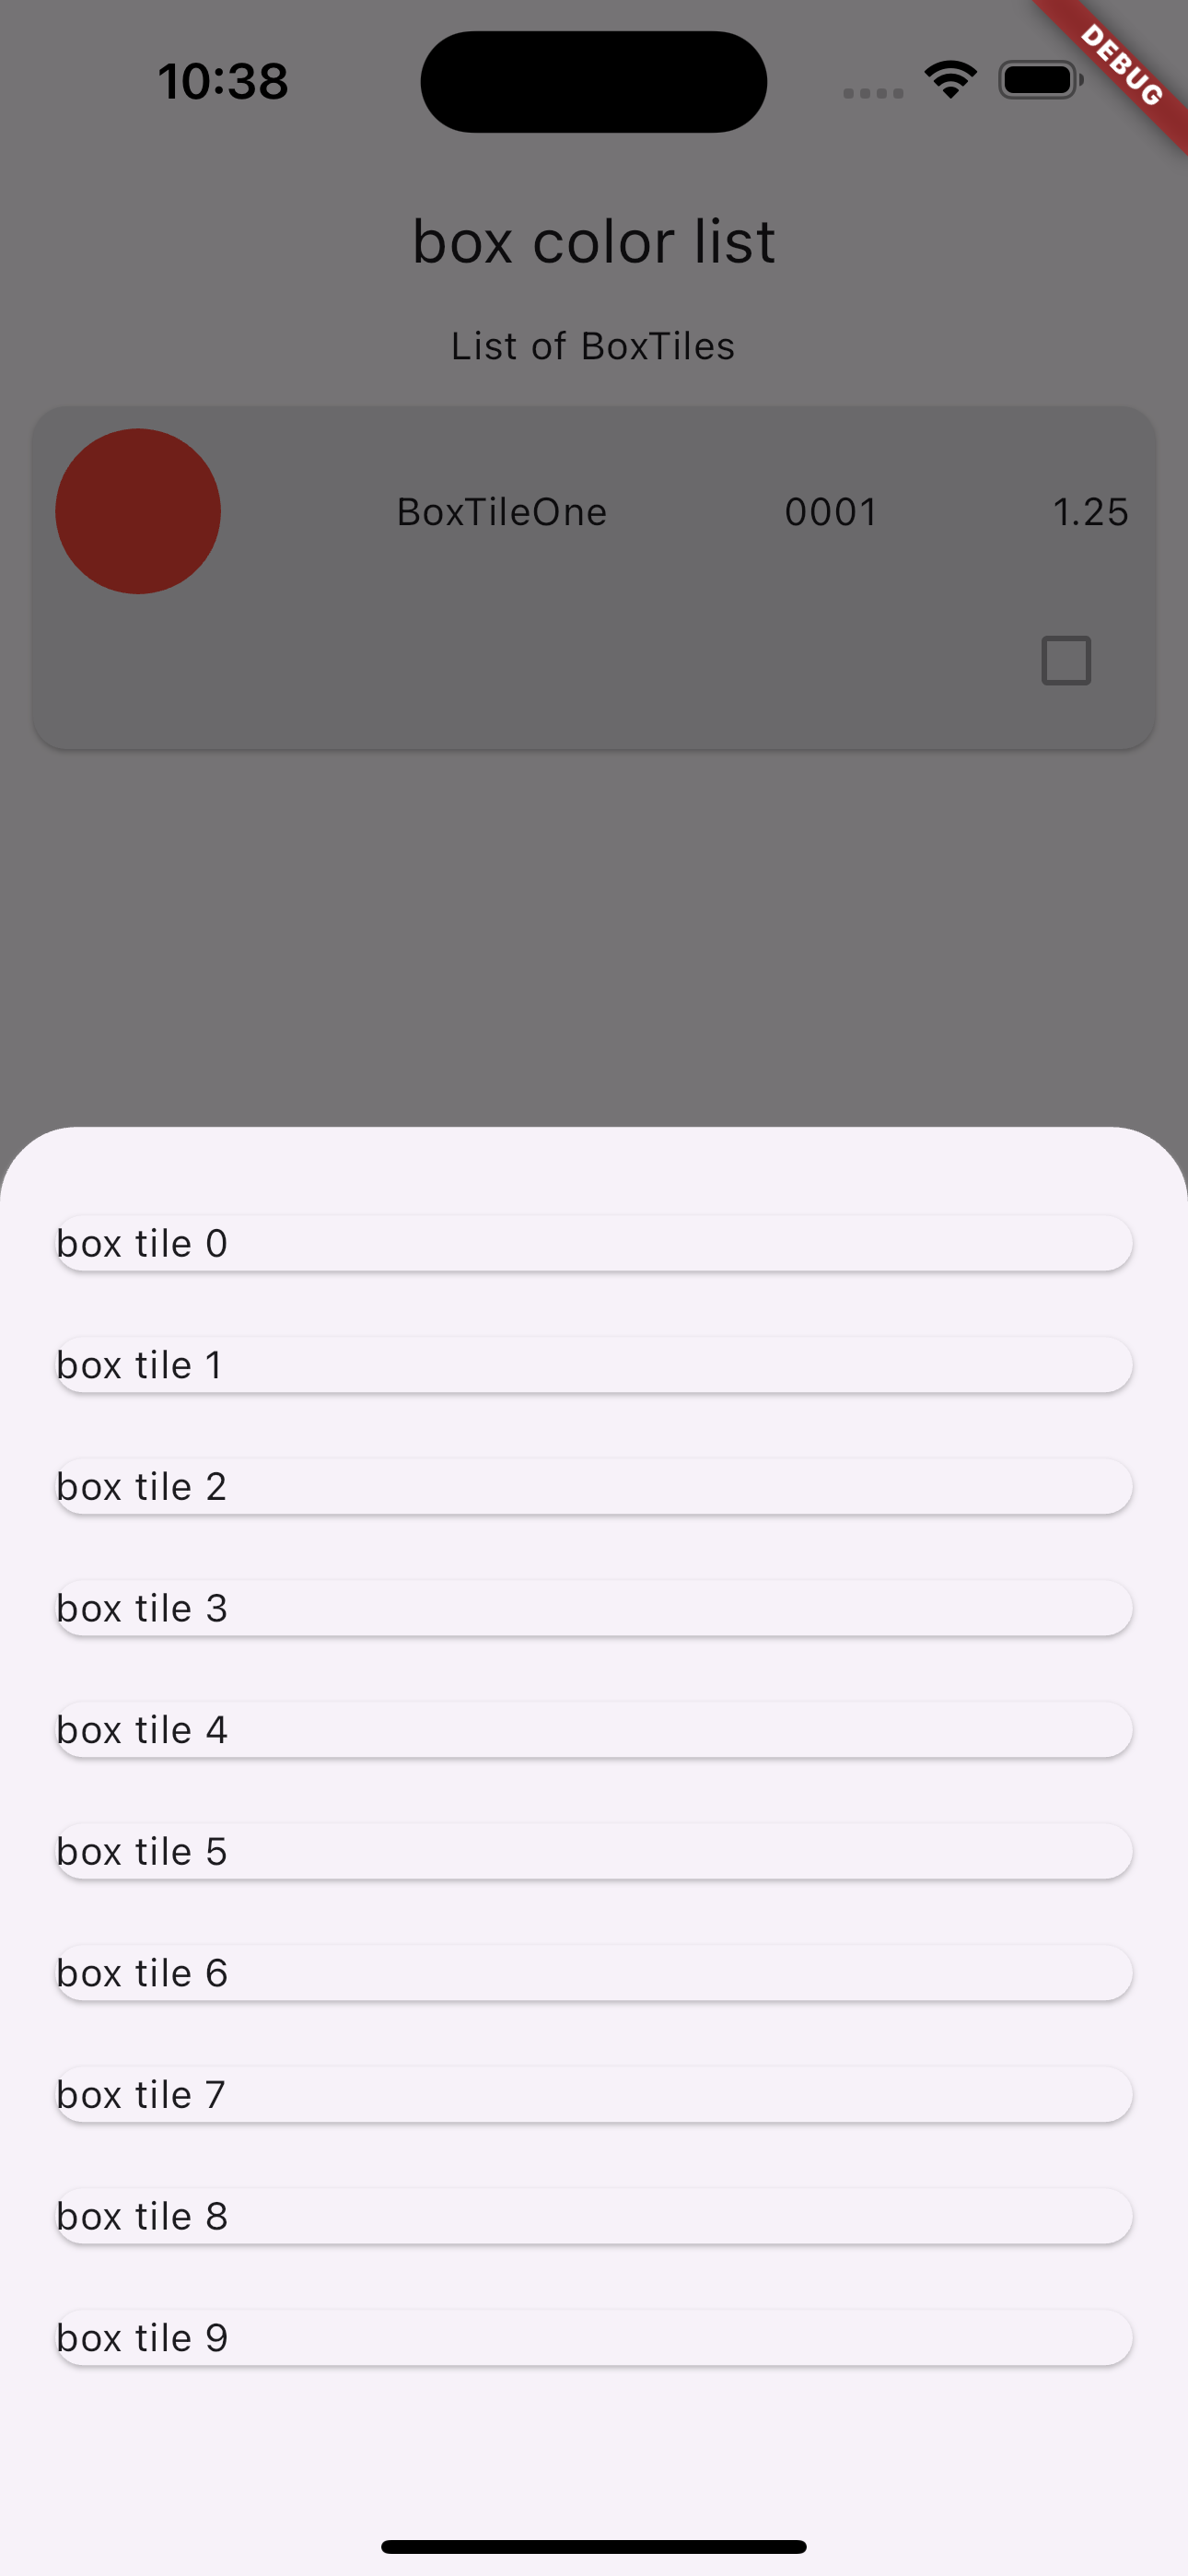 10:38
DEBUG
box color list
List of BoxTiles
BoxTileOne 0001 1.25
box tile 0
box tile 1
box tile 2
box tile 3
box tile 4
box tile 5
box tile 6
box tile 7
box tile 8
box tile 9